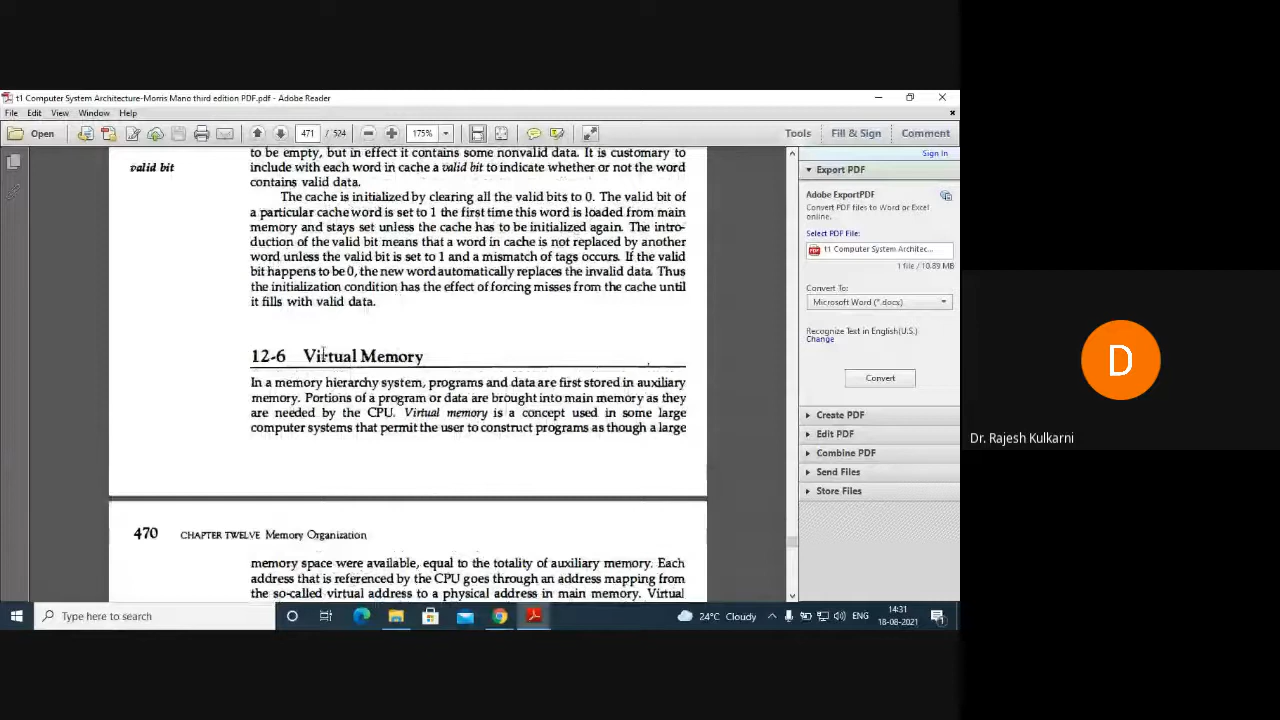 t1 Computer System Architecture-Morris Mano third edition PDF.pdf - Adobe Reader
File Edit View Window Help
Open 471 / 524 175% Tools Fill & Sign Comment
to be empty, but in effect it contains some nonvalid data. It is customary to
valid bit include with each word in cache a valid bit to indicate whether or not the word
contains valid data.
The cache is initialized by clearing all the valid bits to 0. The valid bit of
a particular cache word is set to 1 the first time this word is loaded from main
memory and stays set unless the cache has to be initialized again. The intro-
duction of the valid bit means that a word in cache is not replaced by another
word unless the valid bit is set to 1 and a mismatch of tags occurs. If the valid
bit happens to be 0, the new word automatically replaces the invalid data. Thus
the initialization condition has the effect of forcing misses from the cache until
it fills with valid data.
12-6 Virtual Memory
In a memory hierarchy system, programs and data are first stored in auxiliary
memory. Portions of a program or data are brought into main memory as they
are needed by the CPU. Virtual memory is a concept used in some large
computer systems that permit the user to construct programs as though a large
470 CHAPTER TWELVE Memory Organization
memory space were available, equal to the totality of auxiliary memory. Each
address that is referenced by the CPU goes through an address mapping from
the so-called virtual address to a physical address in main memory. Virtual
Sign In
Export PDF
Adobe ExportPDF
Convert PDF files to Word or Excel
online.
Select PDF File:
t1 Computer System Architec...
1 file / 10.89 MB
Convert To:
Microsoft Word (*.docx)
Recognize Text in English(U.S.)
Change
Convert
Create PDF
Edit PDF
Combine PDF
Send Files
Store Files
D
Dr. Rajesh Kulkarni
Type here to search
24°C Cloudy
ENG
14:31
18-08-2021
1